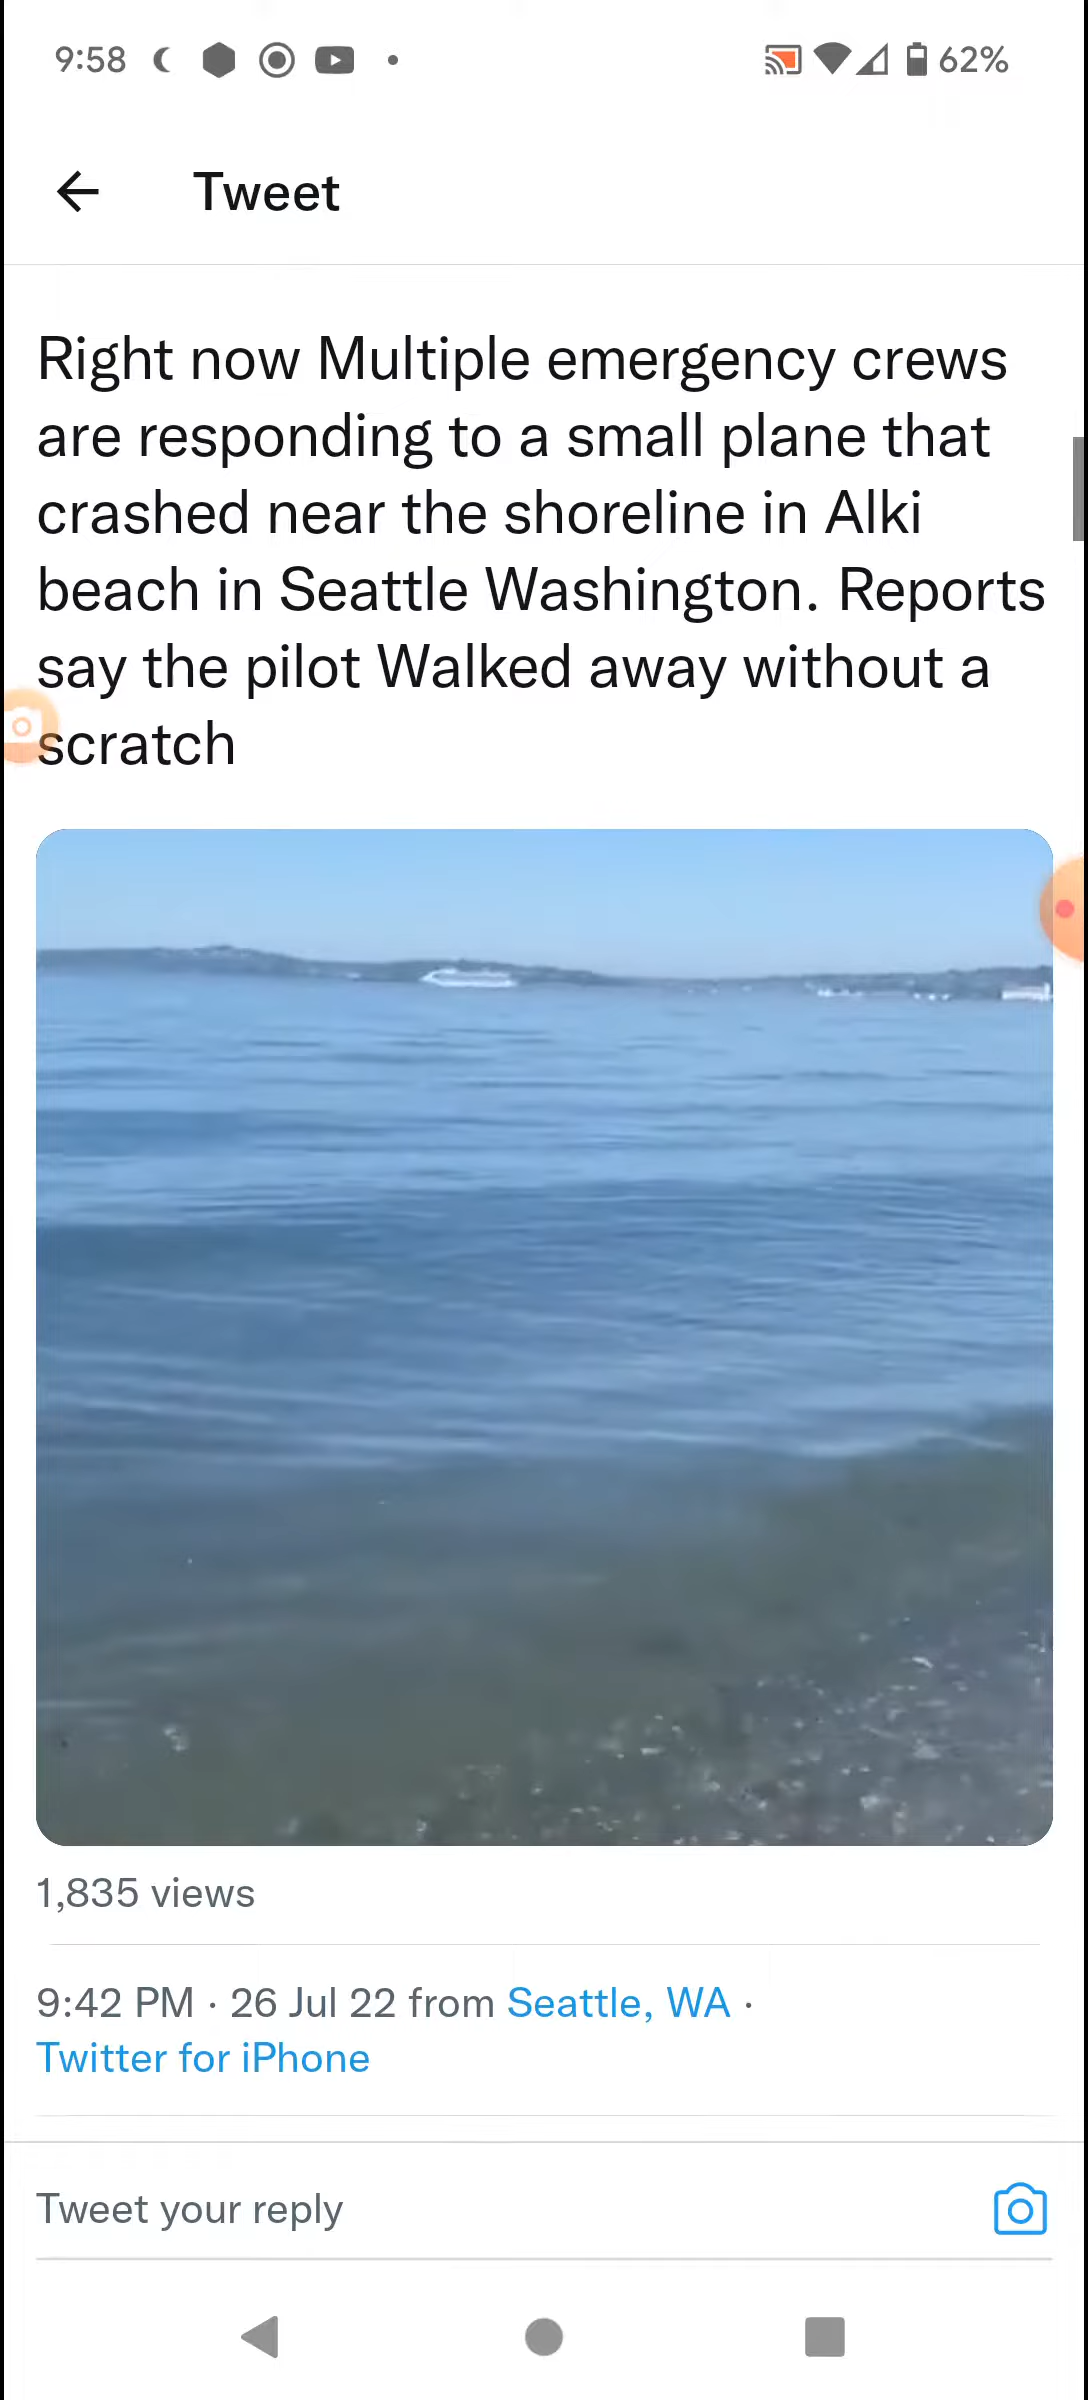 9:58
62%
Tweet
Right now Multiple emergency crews
are responding to a small plane that
crashed near the shoreline in Alki
beach in Seattle Washington. Reports
say the pilot Walked away without a
scratch
1,835 views
9:42 PM · 26 Jul 22 from Seattle, WA ·
Twitter for iPhone
Tweet your reply